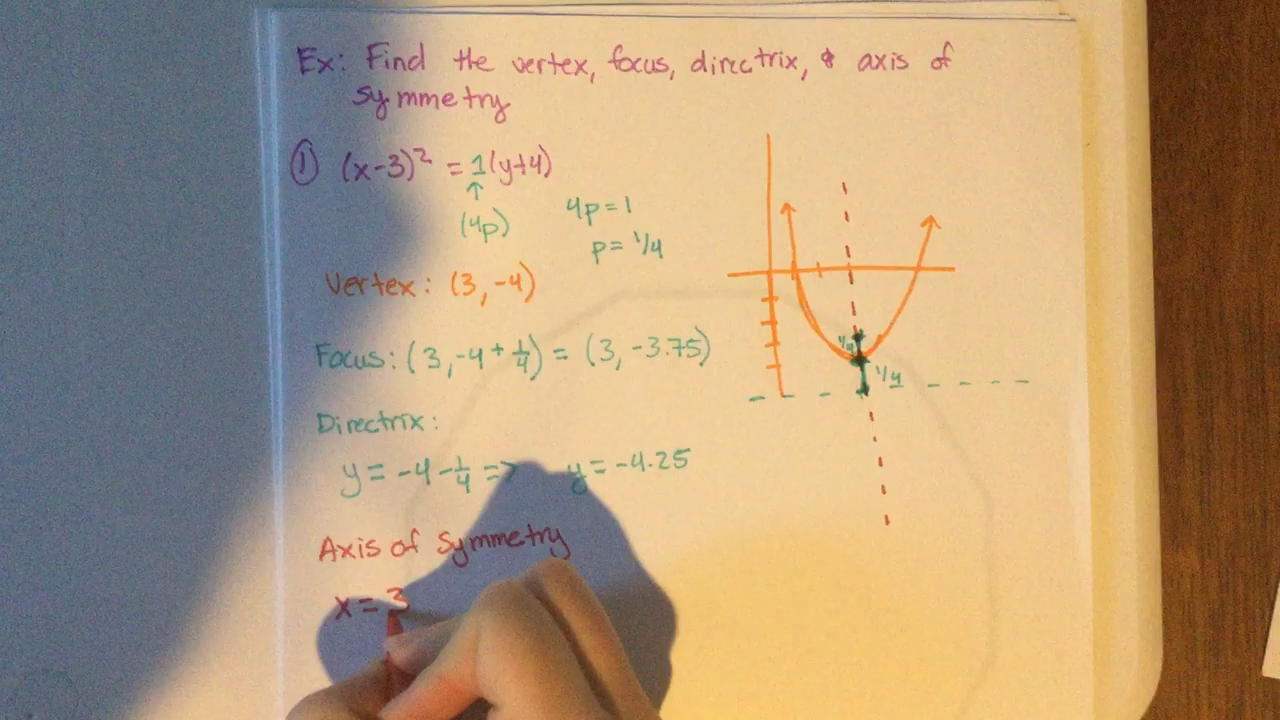 Ex: Find the vertex, focus, directrix, & axis of
symmetry
① (x-3)² = 1(y+4)
↑
(4p)
4p=1
p= 1/4
Vertex: (3,-4)
Focus: (3, -4 + 1/4) = (3, -3.75)
1/4
1/4
Directrix:
y = -4 - 1/4 => y = -4.25
Axis of Symmetry
x = 3